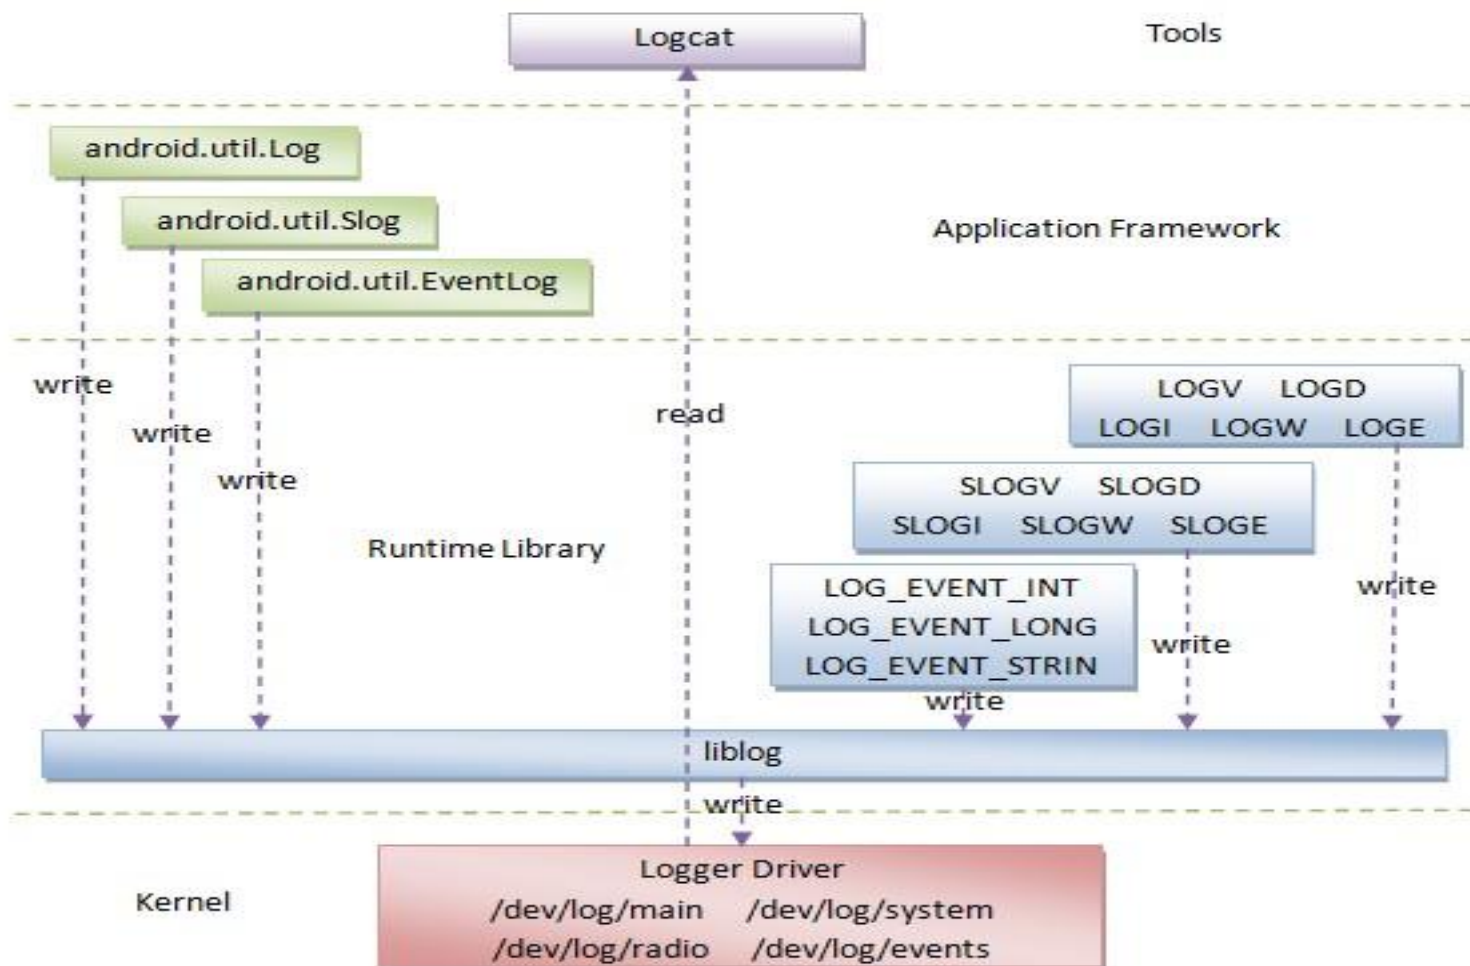 Logcat
Tools
android.util.Log
android.util.Slog
Application Framework
android.util.EventLog
write
write
write
read
LOGV LOGD
LOGI LOGW LOGE
SLOGV SLOGD
SLOGI SLOGW SLOGE
Runtime Library
LOG_EVENT_INT
LOG_EVENT_LONG
LOG_EVENT_STRIN
write
write
write
liblog
write
Kernel
Logger Driver
/dev/log/main /dev/log/system
/dev/log/radio /dev/log/events